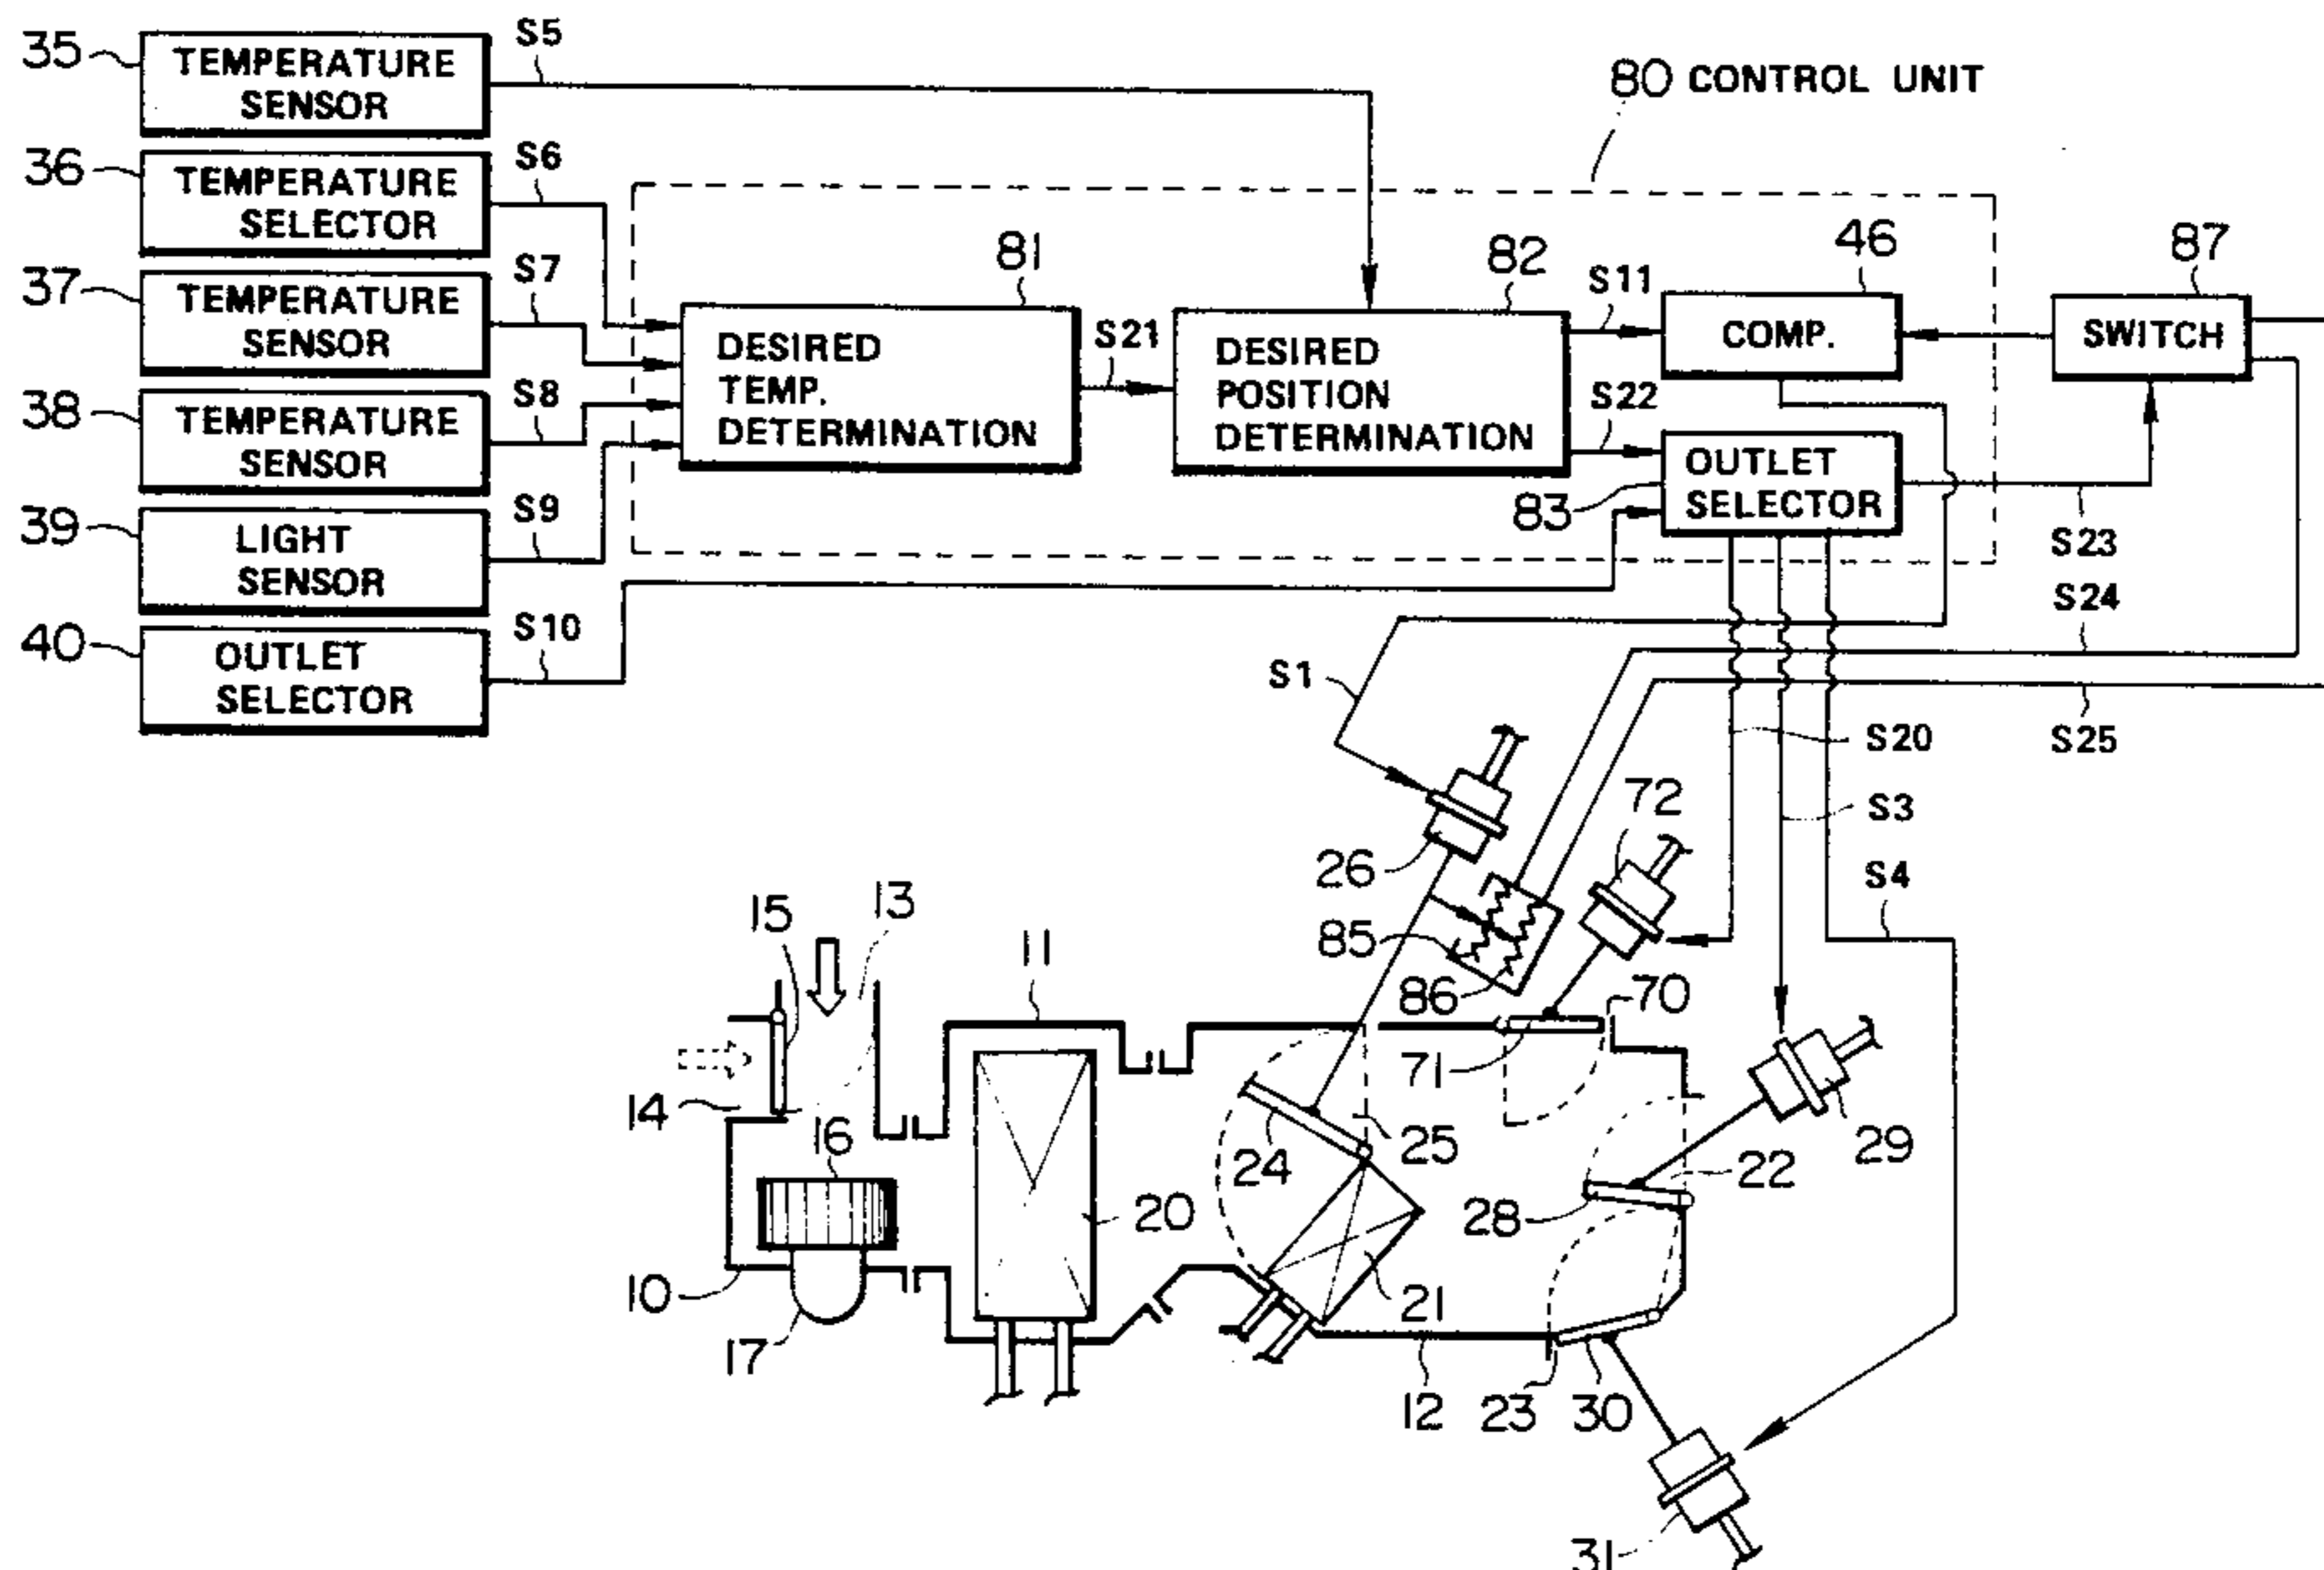 35
TEMPERATURE
SENSOR
S5
80 CONTROL UNIT
36
TEMPERATURE
SELECTOR
S6
37
TEMPERATURE
SENSOR
S7
81
DESIRED
TEMP.
DETERMINATION
S21
82
DESIRED
POSITION
DETERMINATION
S11
46
COMP.
87
SWITCH
38
TEMPERATURE
SENSOR
S8
S22
83
OUTLET
SELECTOR
S23
39
LIGHT
SENSOR
S9
S24
40
OUTLET
SELECTOR
S10
S1
S25
S20
72
S3
26
S4
15
13
11
85
86
70
71
14
16
24
25
28
22
29
20
10
21
17
12
23
30
31